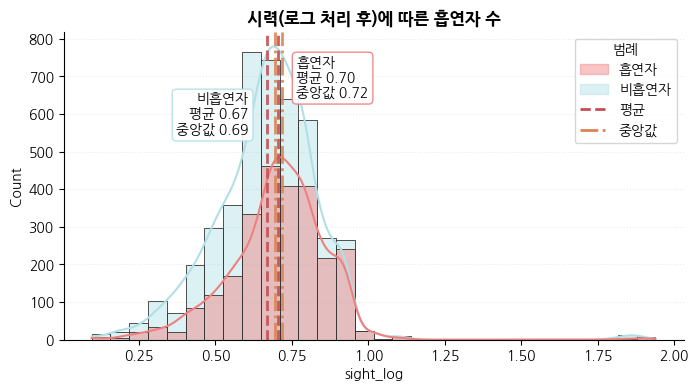 시력(로그 처리 후)에 따른 흡연자 수
800
700
600
500
400
300
200
100
0
Count
비흡연자
평균 0.67
중앙값 0.69
흡연자
평균 0.70
중앙값 0.72
범례
흡연자
비흡연자
평균
중앙값
0.25
0.50
0.75
1.00
1.25
1.50
1.75
2.00
sight_log